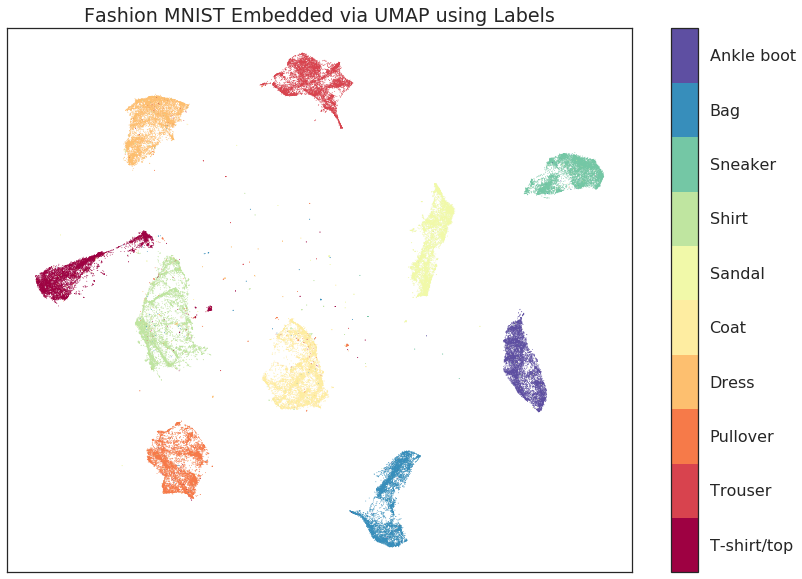 Fashion MNIST Embedded via UMAP using Labels
Ankle boot
Bag
Sneaker
Shirt
Sandal
Coat
Dress
Pullover
Trouser
T-shirt/top